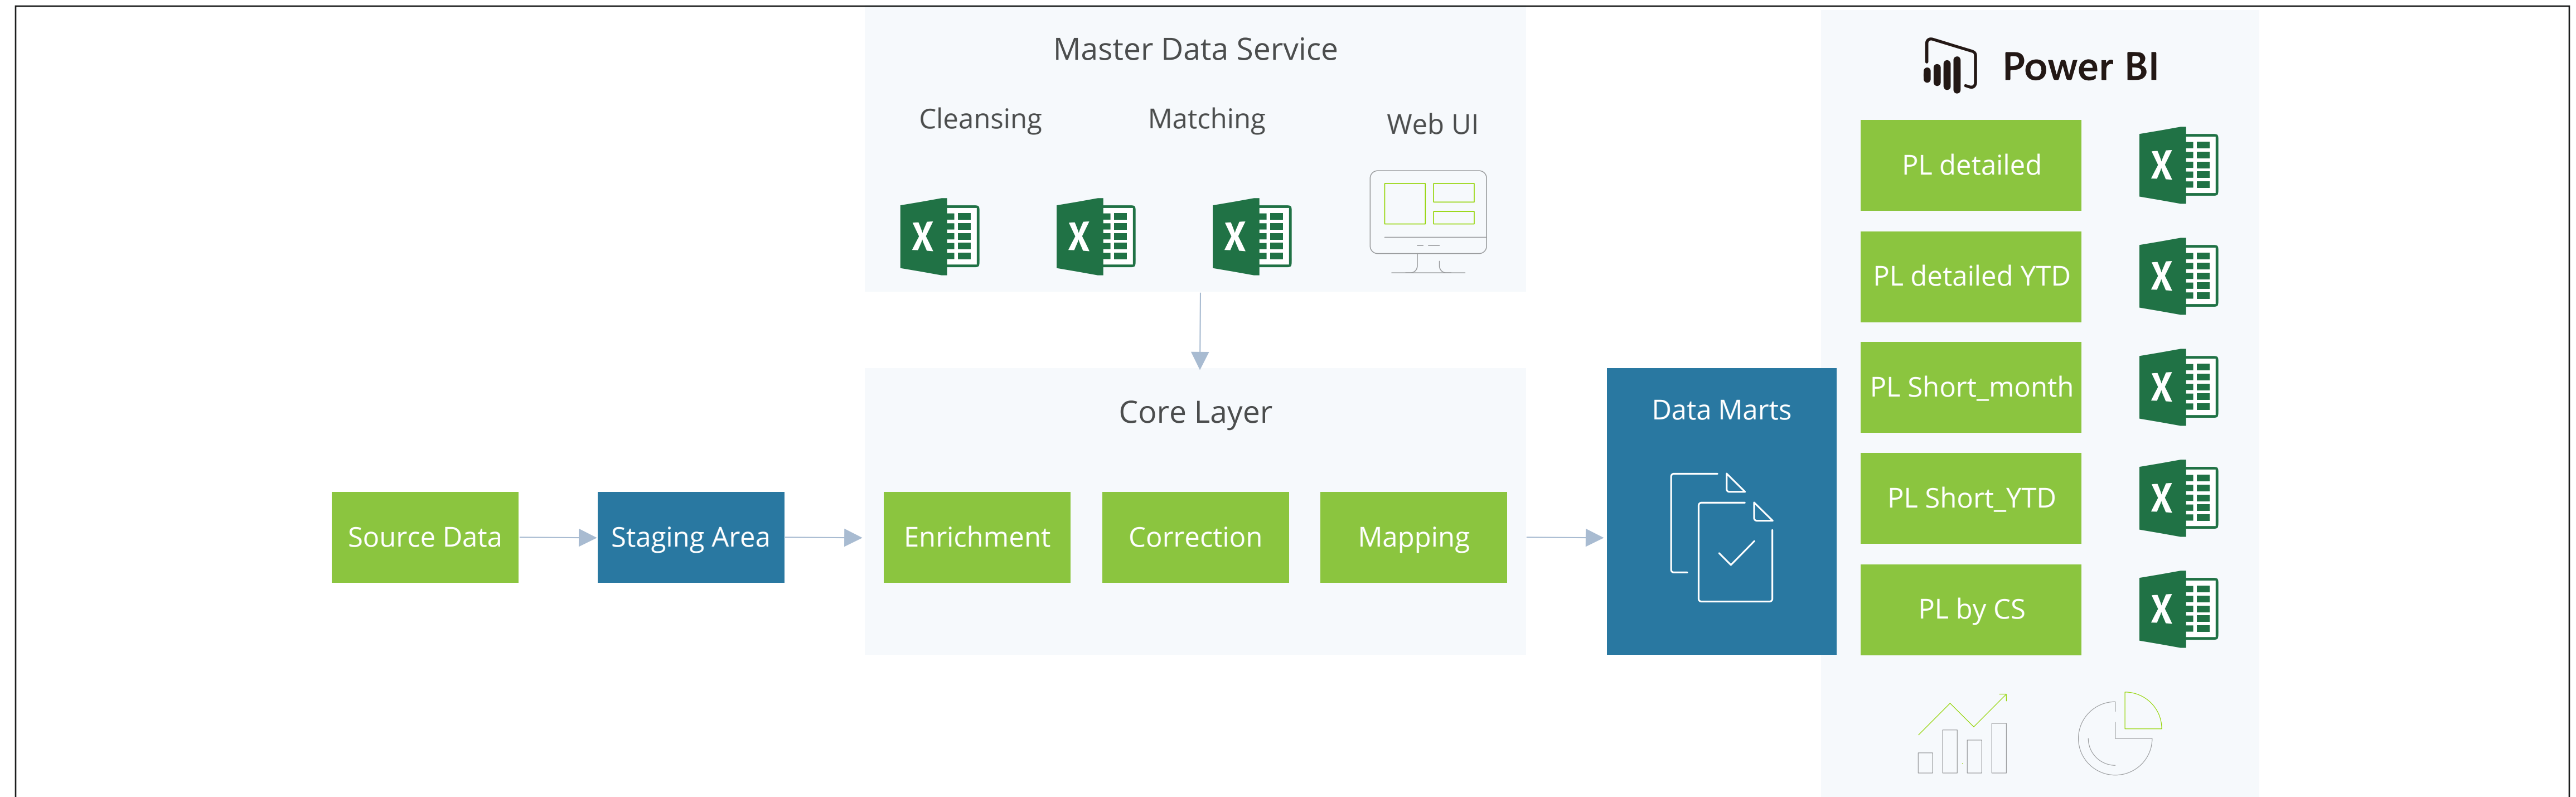 Master Data Service
Cleansing
Matching
Web UI
X
X
X
Core Layer
Source Data
Staging Area
Enrichment
Correction
Mapping
Data Marts
Power BI
PL detailed
X
PL detailed YTD
X
PL Short_month
X
PL Short_YTD
X
PL by CS
X